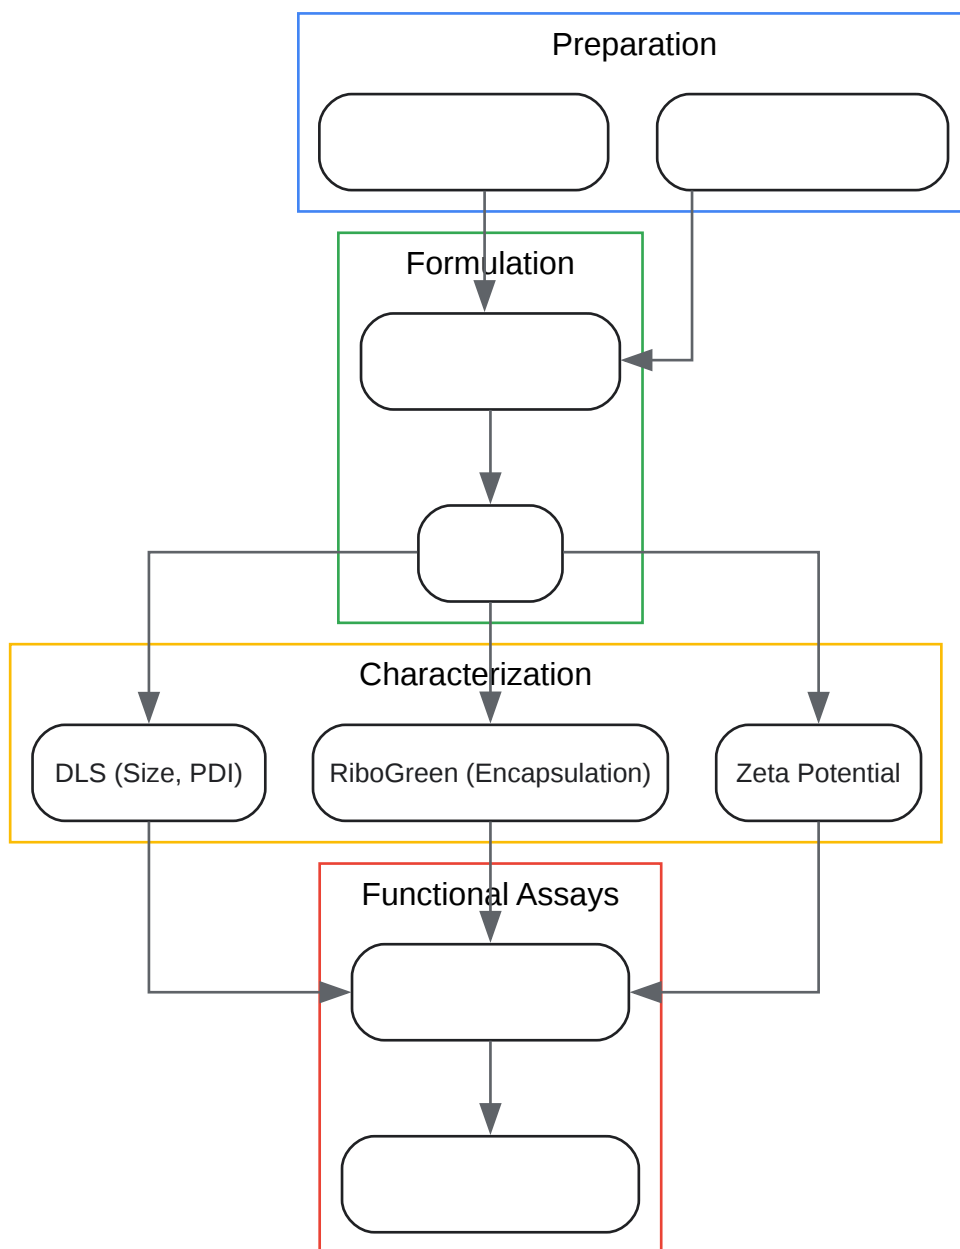 Preparation
Formulation
Characterization
DLS (Size, PDI)
RiboGreen (Encapsulation)
Zeta Potential
Functional Assays